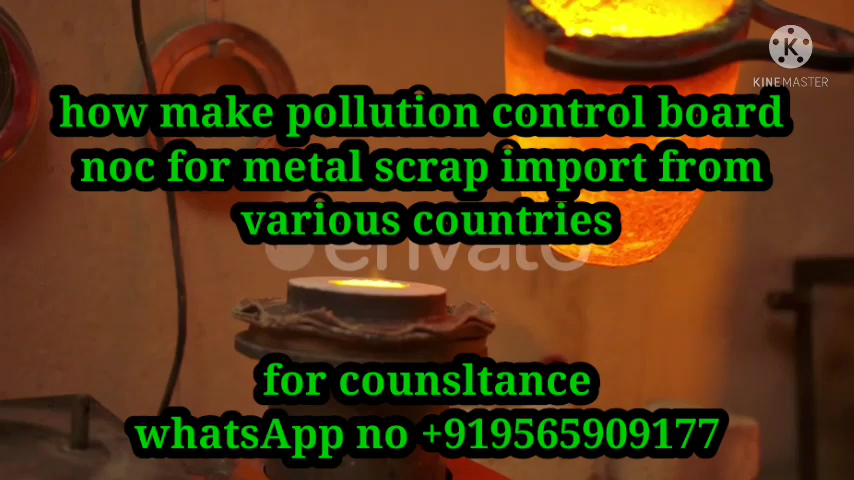 KINEMASTER
how make pollution control board
noc for metal scrap import from
various countries
envato
for counsltance
whatsApp no +919565909177